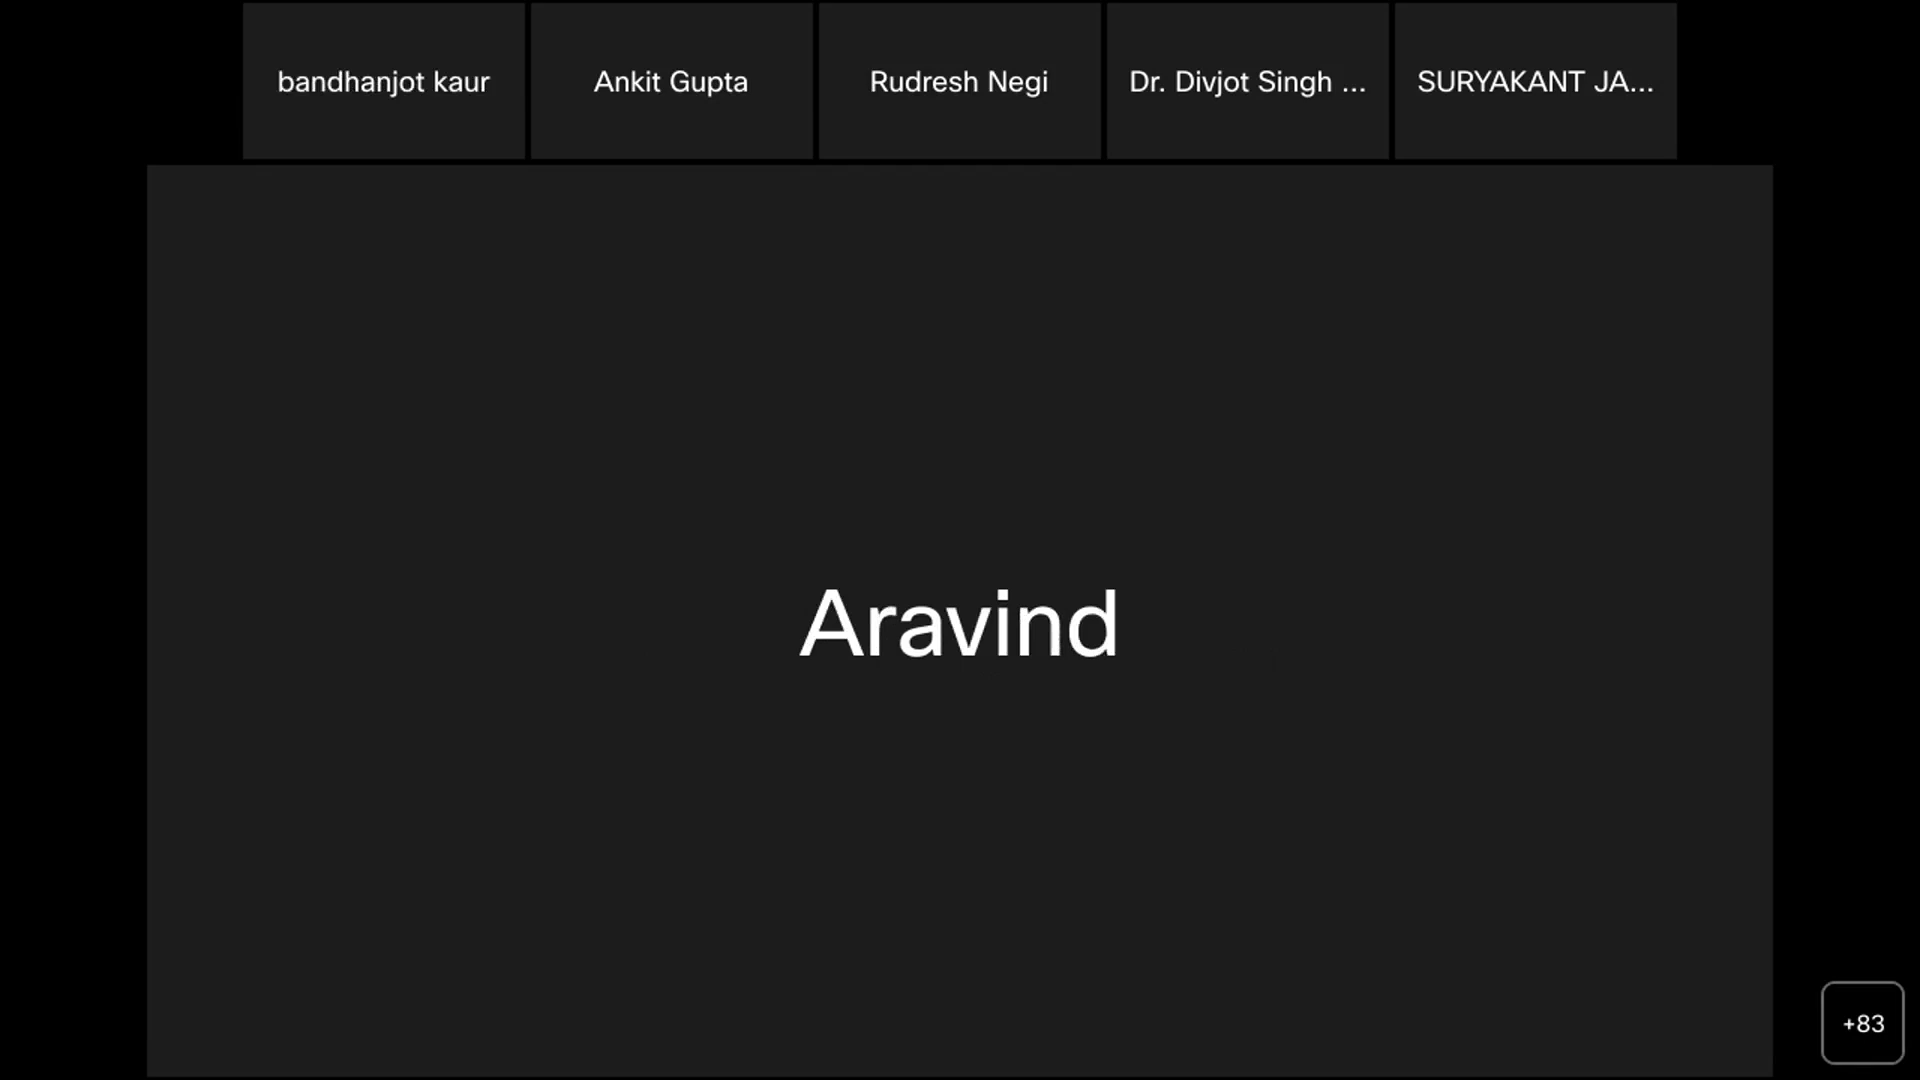 bandhanjot kaur
Ankit Gupta
Rudresh Negi
Dr. Divjot Singh ...
SURYAKANT JA...
Aravind
+83